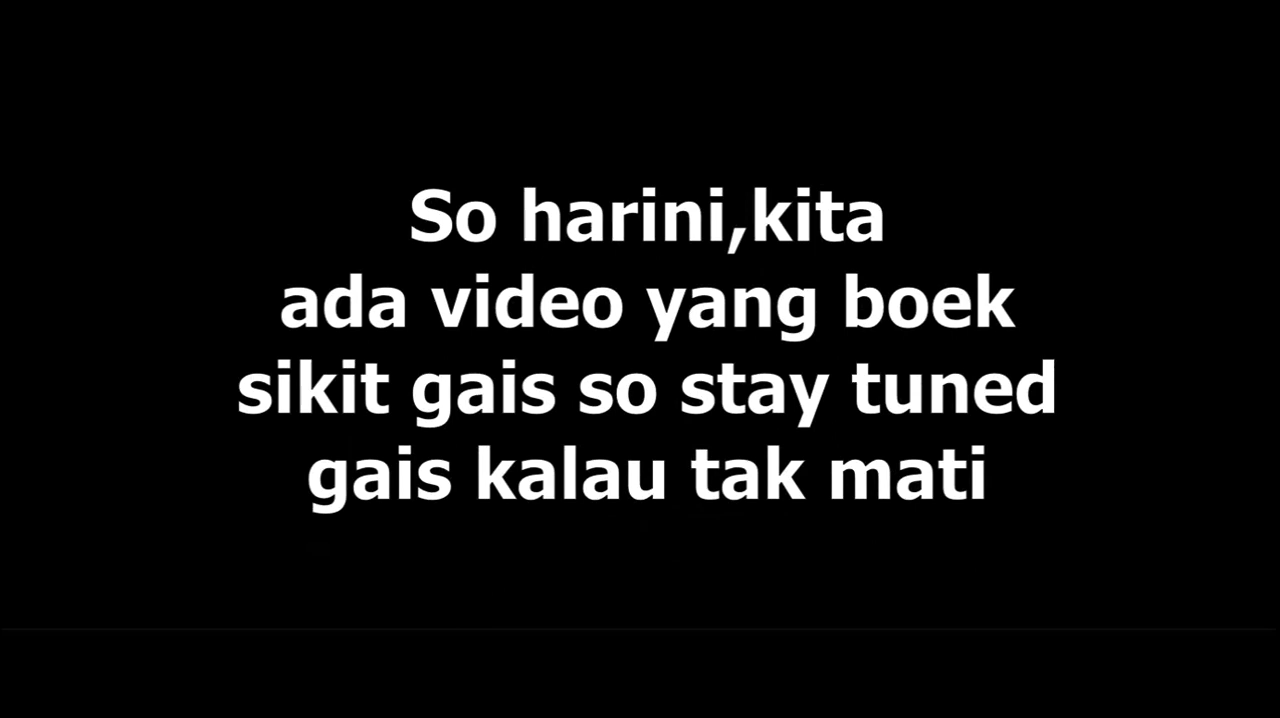 So harini,kita
ada video yang boek
sikit gais so stay tuned
gais kalau tak mati